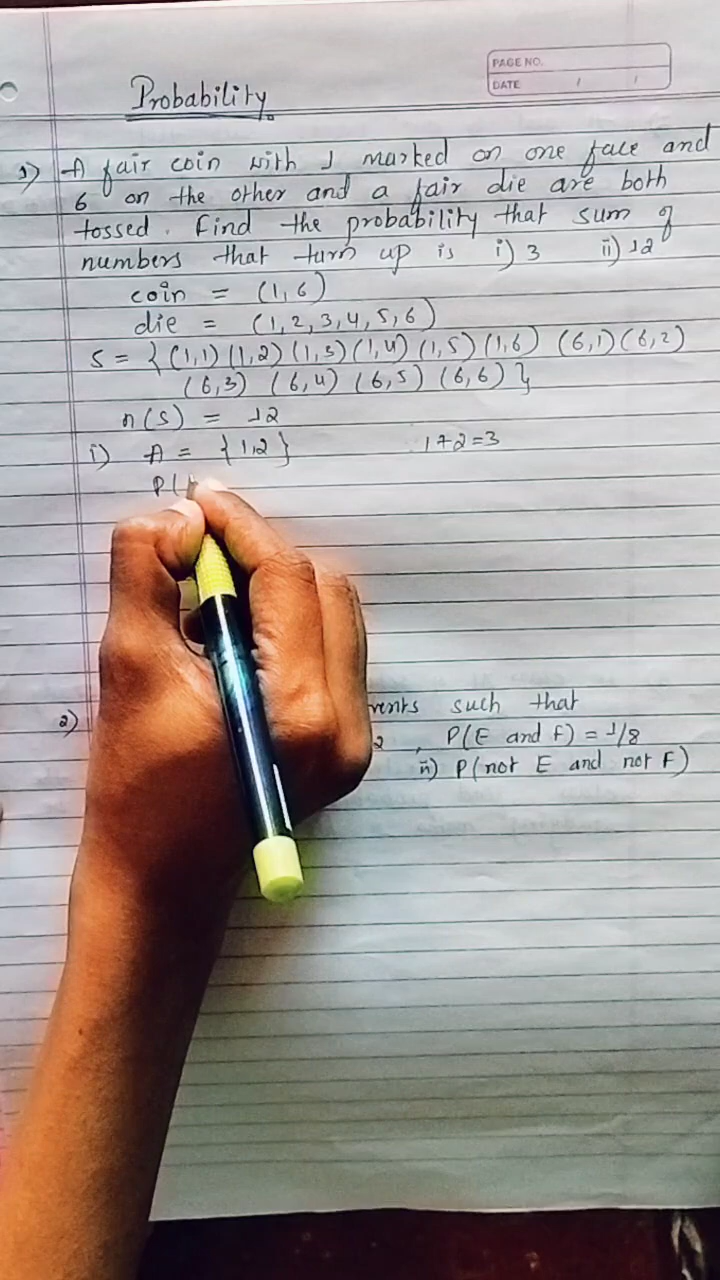 PAGE NO.
DATE / /
Probability
1) A fair coin with 1 marked on one face and
6 on the other and a fair die are both
tossed. Find the probability that sum of
numbers that turn up is i) 3 ii) 12
coin = (1,6)
die = (1,2,3,4,5,6)
S = { (1,1) (1,2) (1,3) (1,4) (1,5) (1,6) (6,1) (6,2)
(6,3) (6,4) (6,5) (6,6) }
n(S) = 12
i) A = {1,2} 1+2=3
P(
2) such that
2, P(E and F) = 1/8
ii) P(not E and not F)